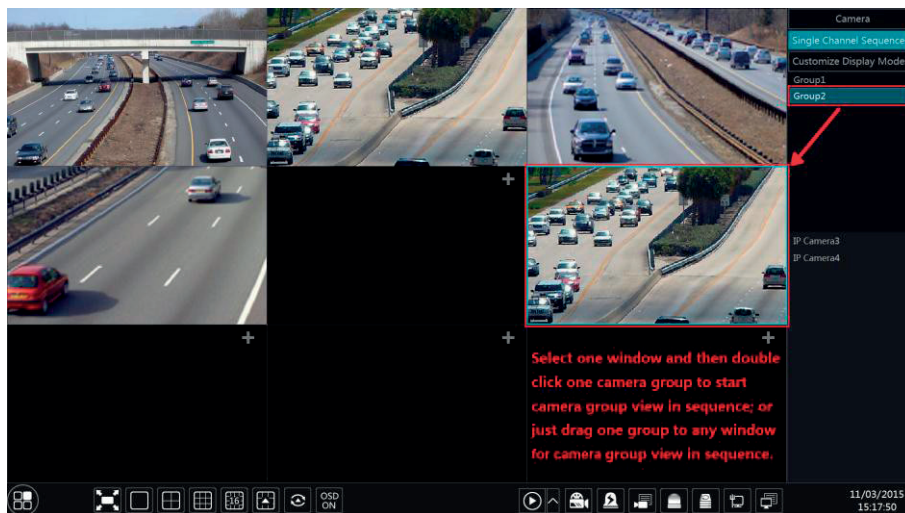 Camera
Single Channel Sequence
Customize Display Mode
Group1
Group2
IP Camera3
IP Camera4
Select one window and then double
click one camera group to start
camera group view in sequence; or
just drag one group to any window
for camera group view in sequence.
16
OSD
ON
11/03/2015
15:17:50